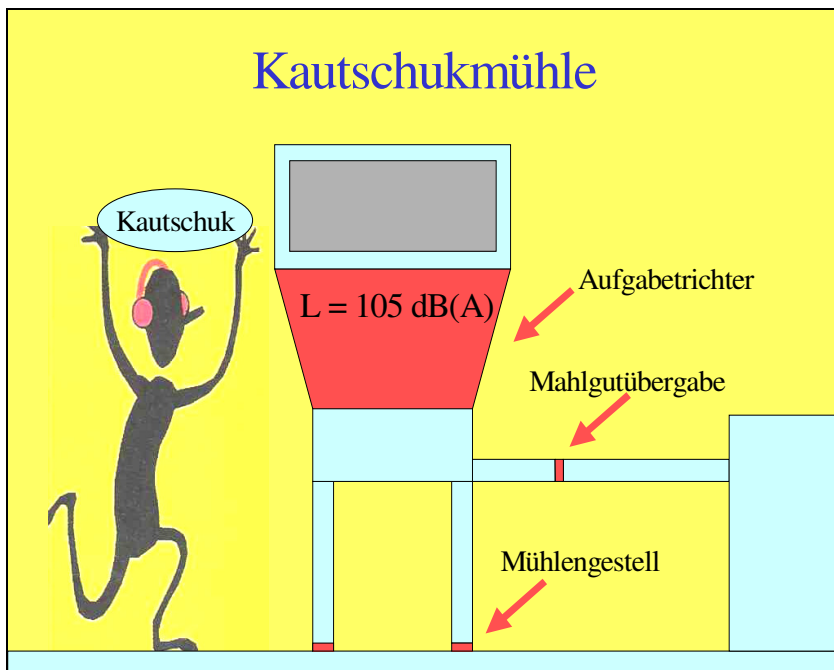 Kautschukmühle
Kautschuk
L = 105 dB(A)
Aufgabetrichter
Mahlgutübergabe
Mühlengestell